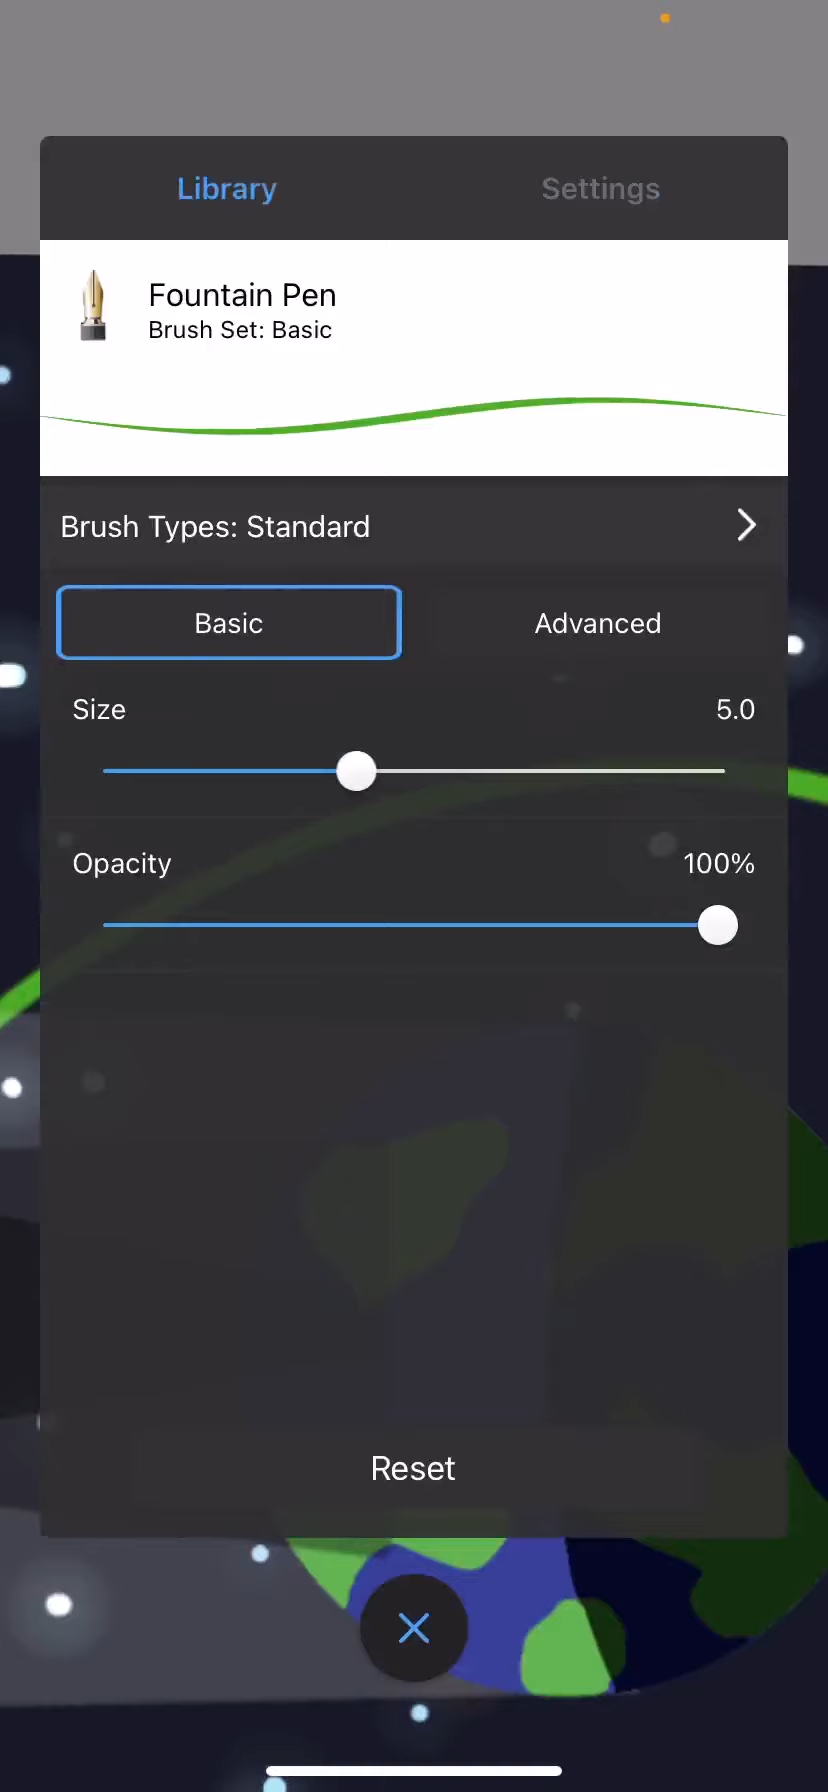 Library
Settings
Fountain Pen
Brush Set: Basic
Brush Types: Standard
Basic
Advanced
Size
5.0
Opacity
100%
Reset